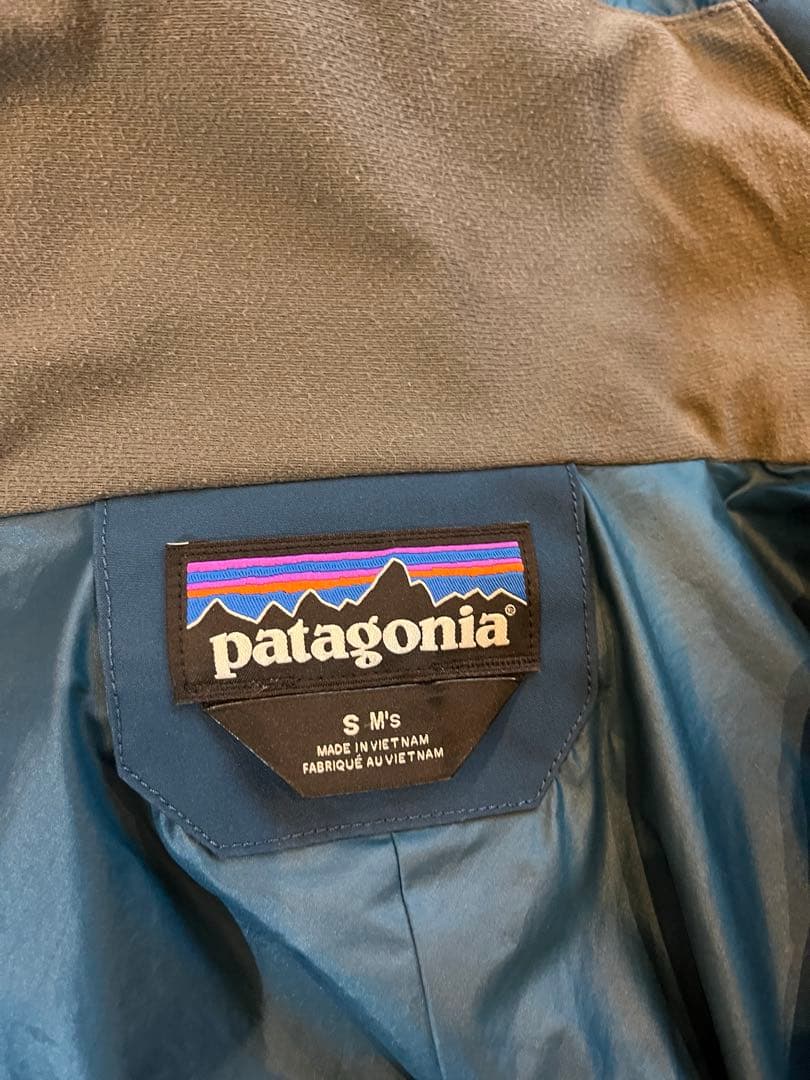 patagonia®
S M's
MADE IN VIETNAM
FABRIQUÉ AU VIETNAM